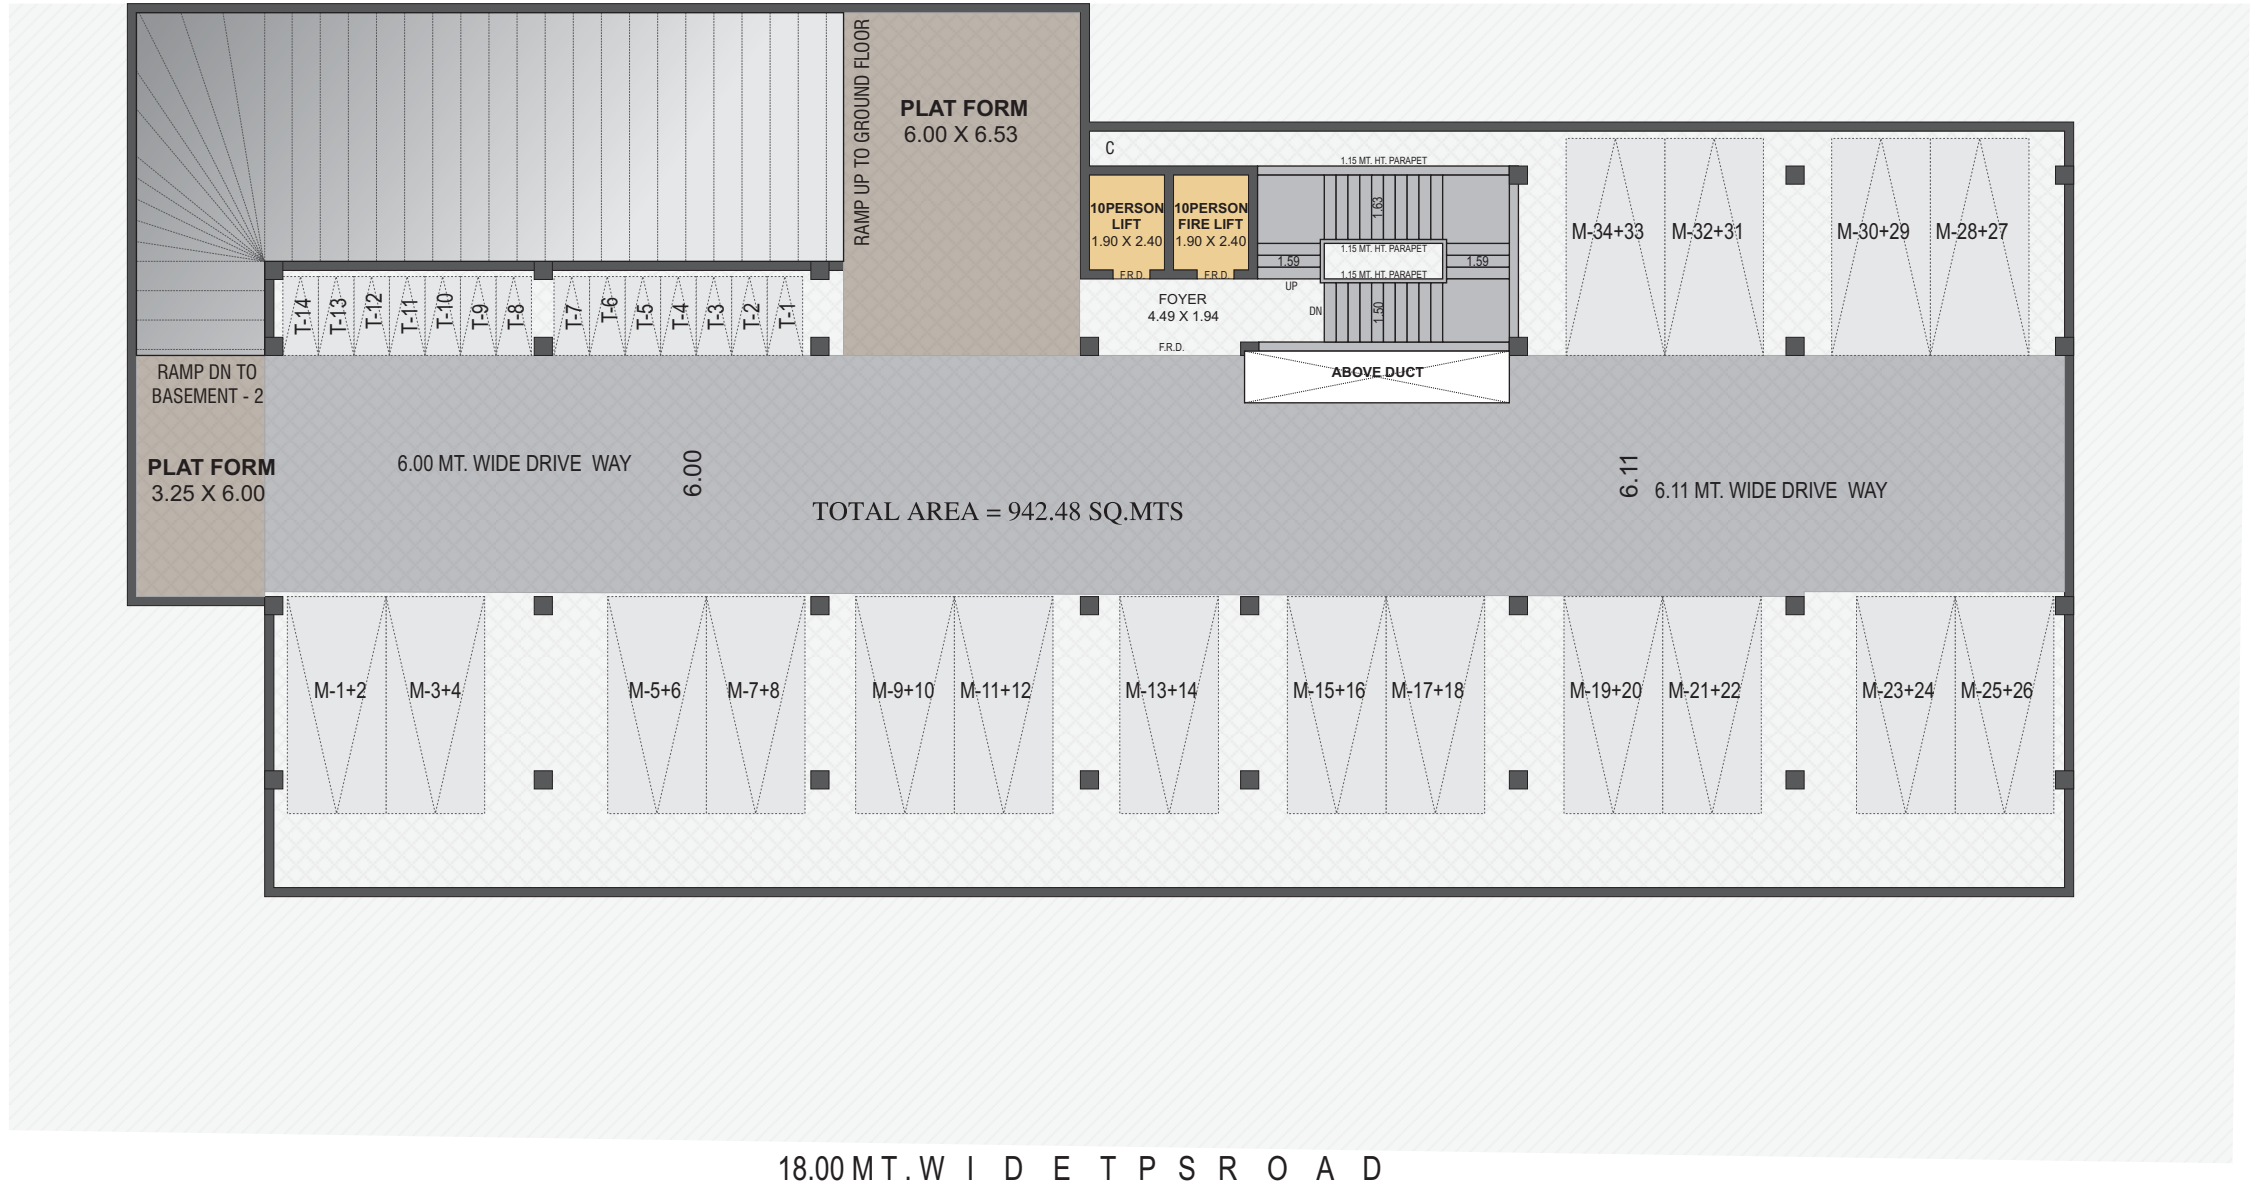 RAMP UP TO GROUND FLOOR
PLAT FORM
6.00 X 6.53
C
1.15 MT. HT. PARAPET
10PERSON
LIFT
1.90 X 2.40
10PERSON
FIRE LIFT
1.90 X 2.40
1.63
1.15 MT. HT. PARAPET
1.59
1.59
1.15 MT. HT. PARAPET
F.R.D.
F.R.D.
UP
DN
1.50
FOYER
4.49 X 1.94
F.R.D.
ABOVE DUCT
M-34+33
M-32+31
M-30+29
M-28+27
T-14
T-13
T-12
T-11
T-10
T-9
T-8
T-7
T-6
T-5
T-4
T-3
T-2
T-1
RAMP DN TO
BASEMENT - 2
PLAT FORM
3.25 X 6.00
6.00 MT. WIDE DRIVE WAY
6.00
TOTAL AREA = 942.48 SQ.MTS
6.11
6.11 MT. WIDE DRIVE WAY
M-1+2
M-3+4
M-5+6
M-7+8
M-9+10
M-11+12
M-13+14
M-15+16
M-17+18
M-19+20
M-21+22
M-23+24
M-25+26
18.00 MT. WIDE TPS ROAD